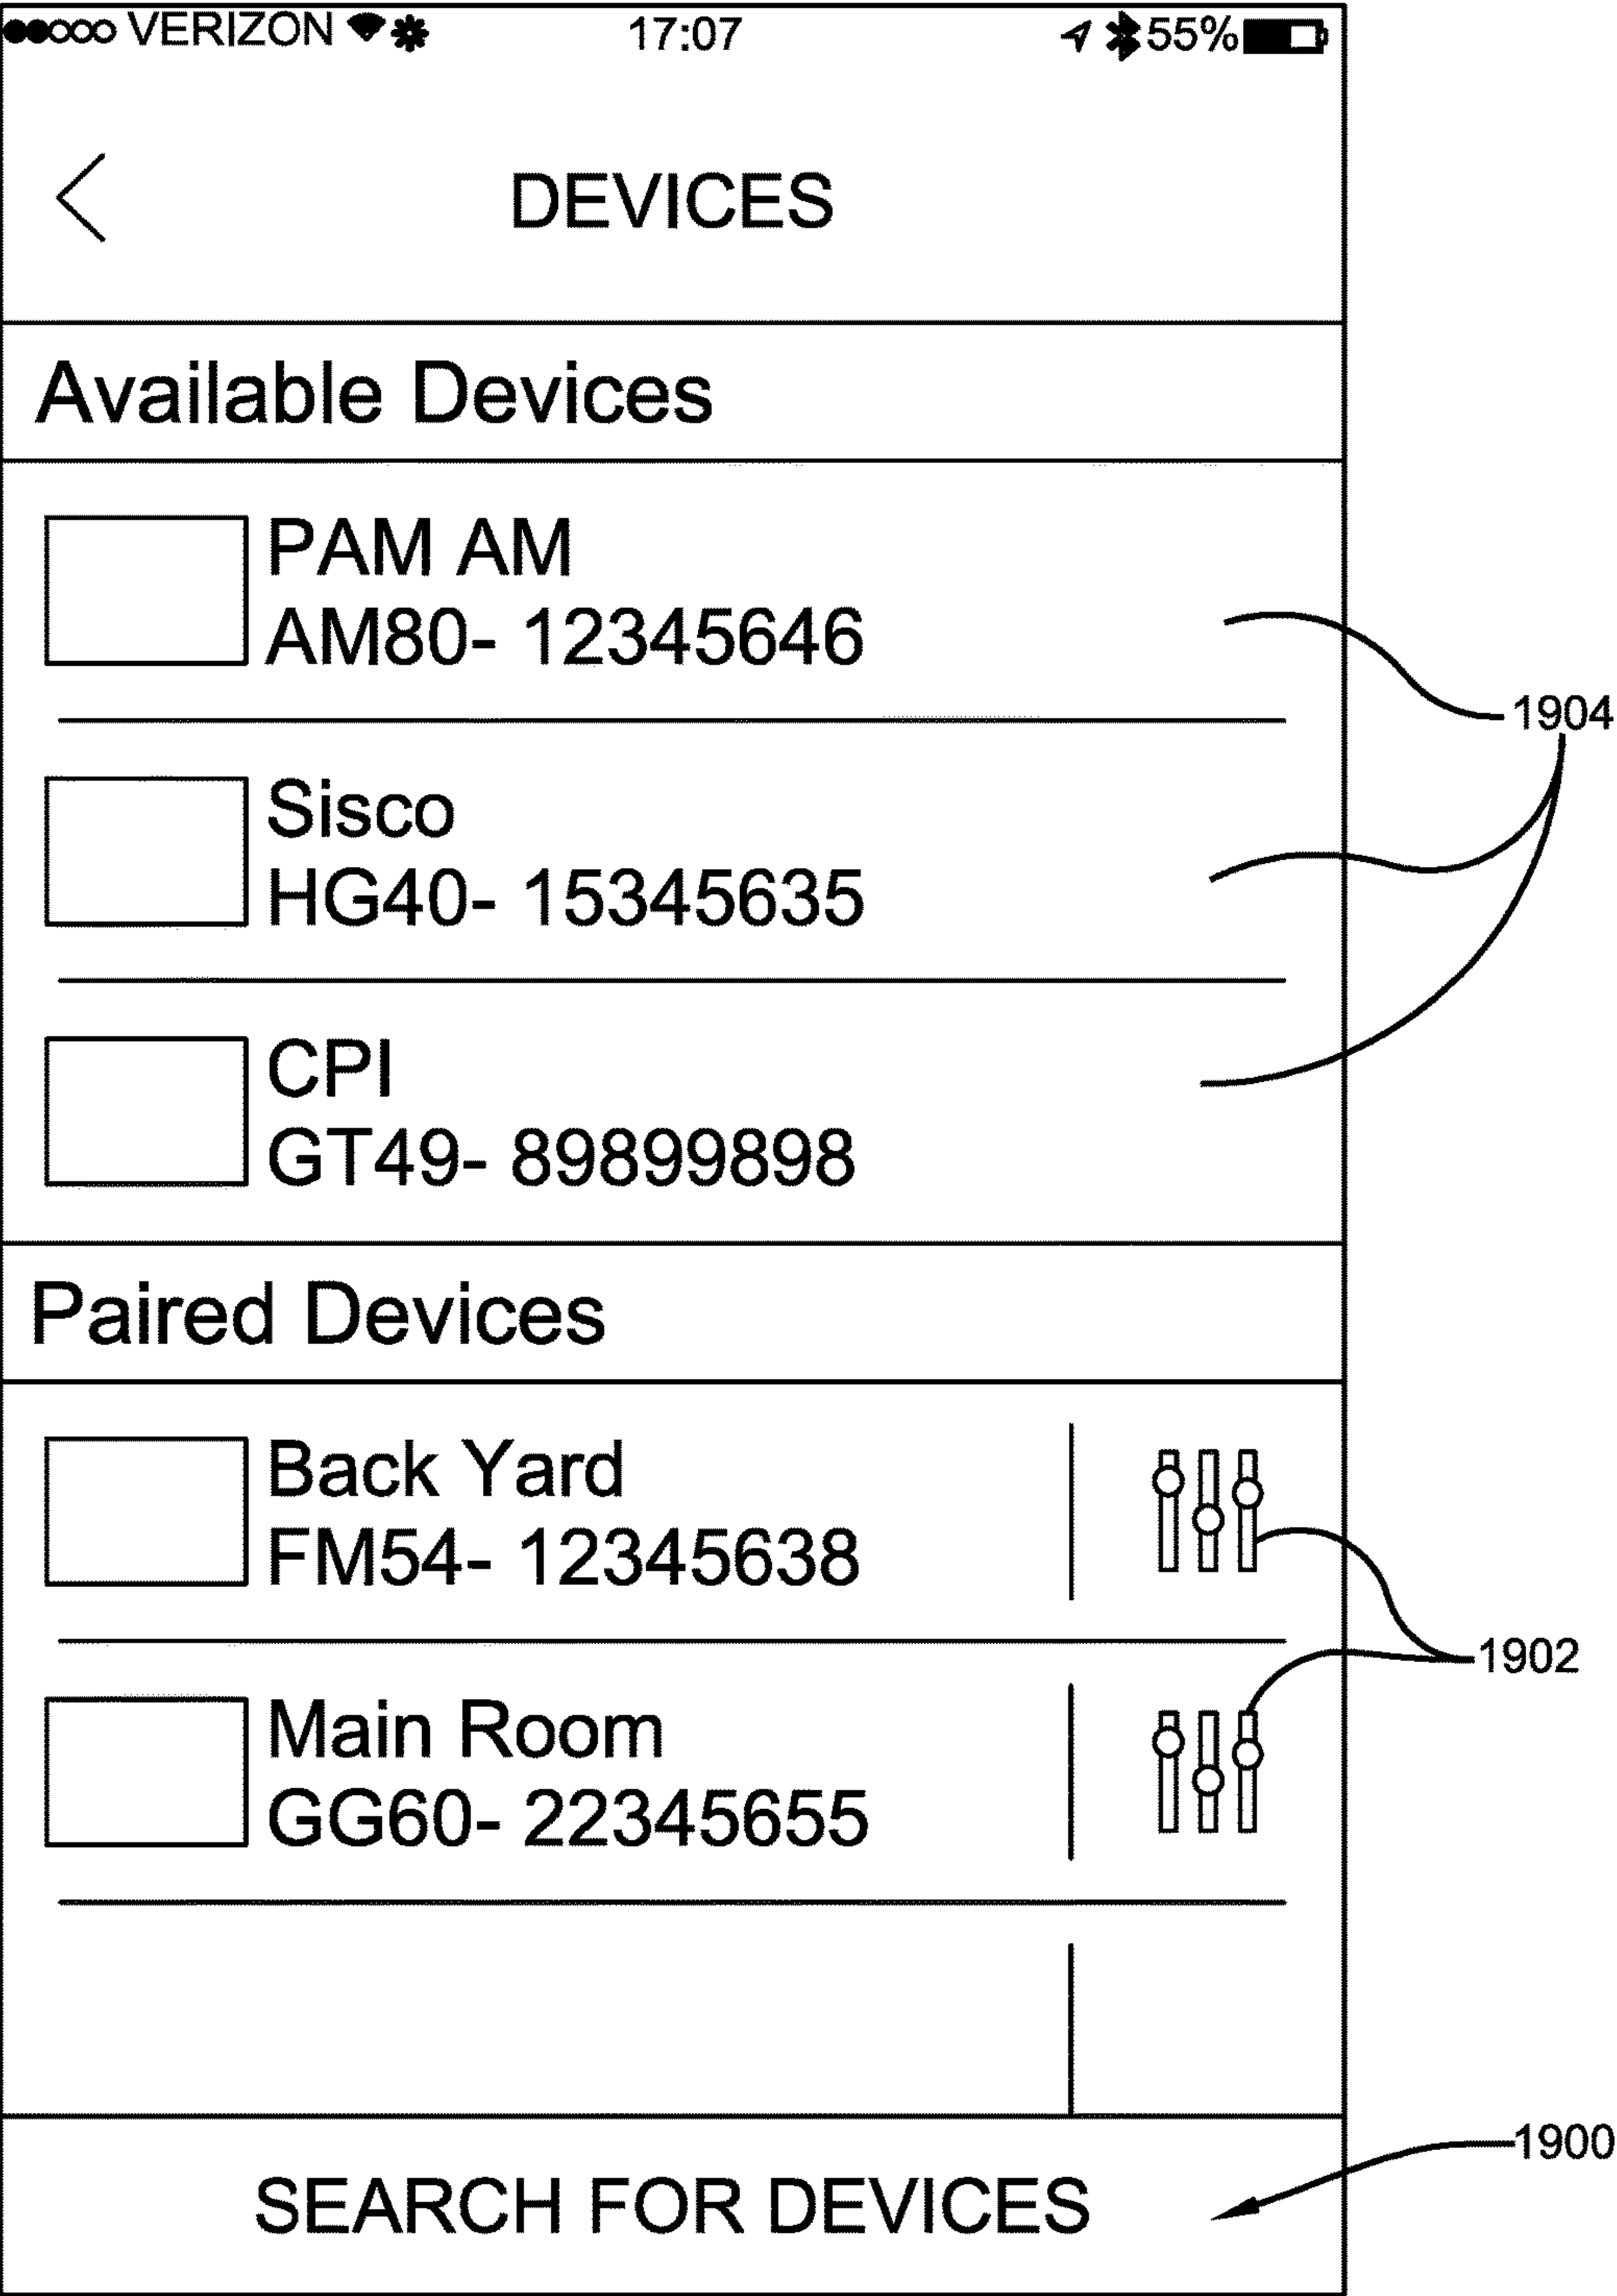 VERIZON 17:07 55%
DEVICES
Available Devices
PAM AM
AM80- 12345646
1904
Sisco
HG40- 15345635
CPI
GT49- 89899898
Paired Devices
Back Yard
FM54- 12345638
1902
Main Room
GG60- 22345655
1900
SEARCH FOR DEVICES